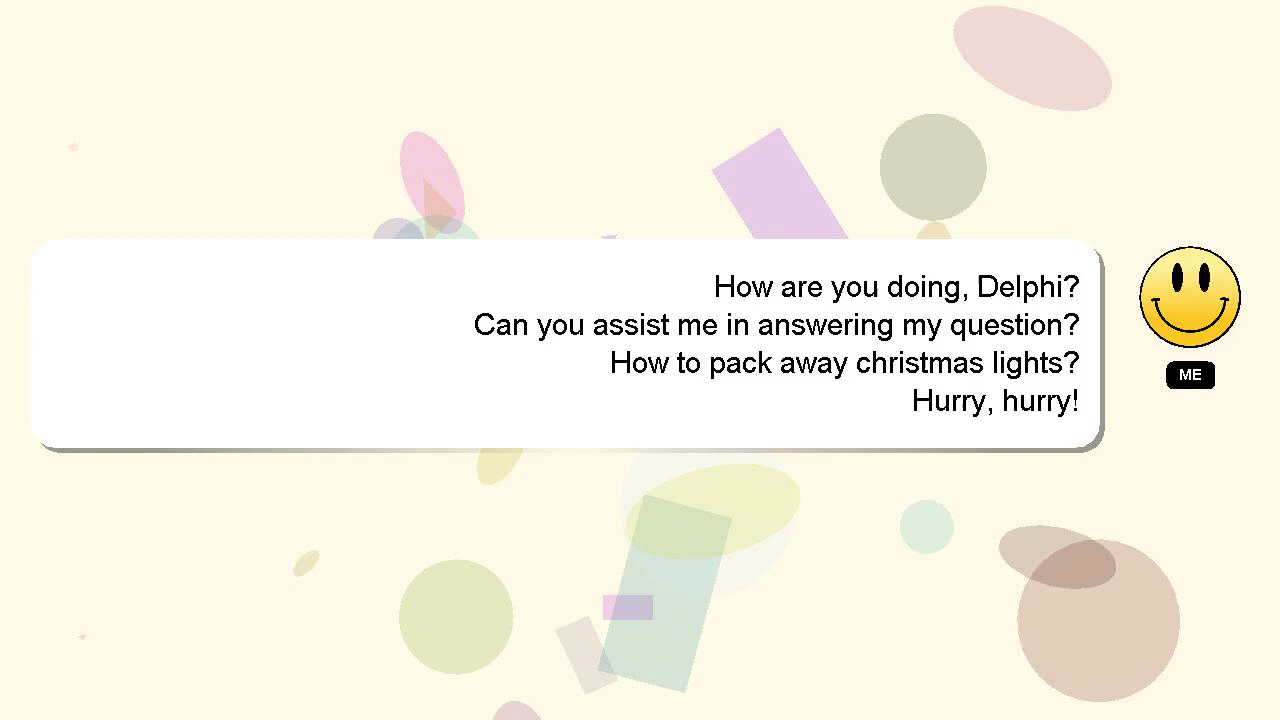 How are you doing, Delphi?
Can you assist me in answering my question?
How to pack away christmas lights?
Hurry, hurry!
ME